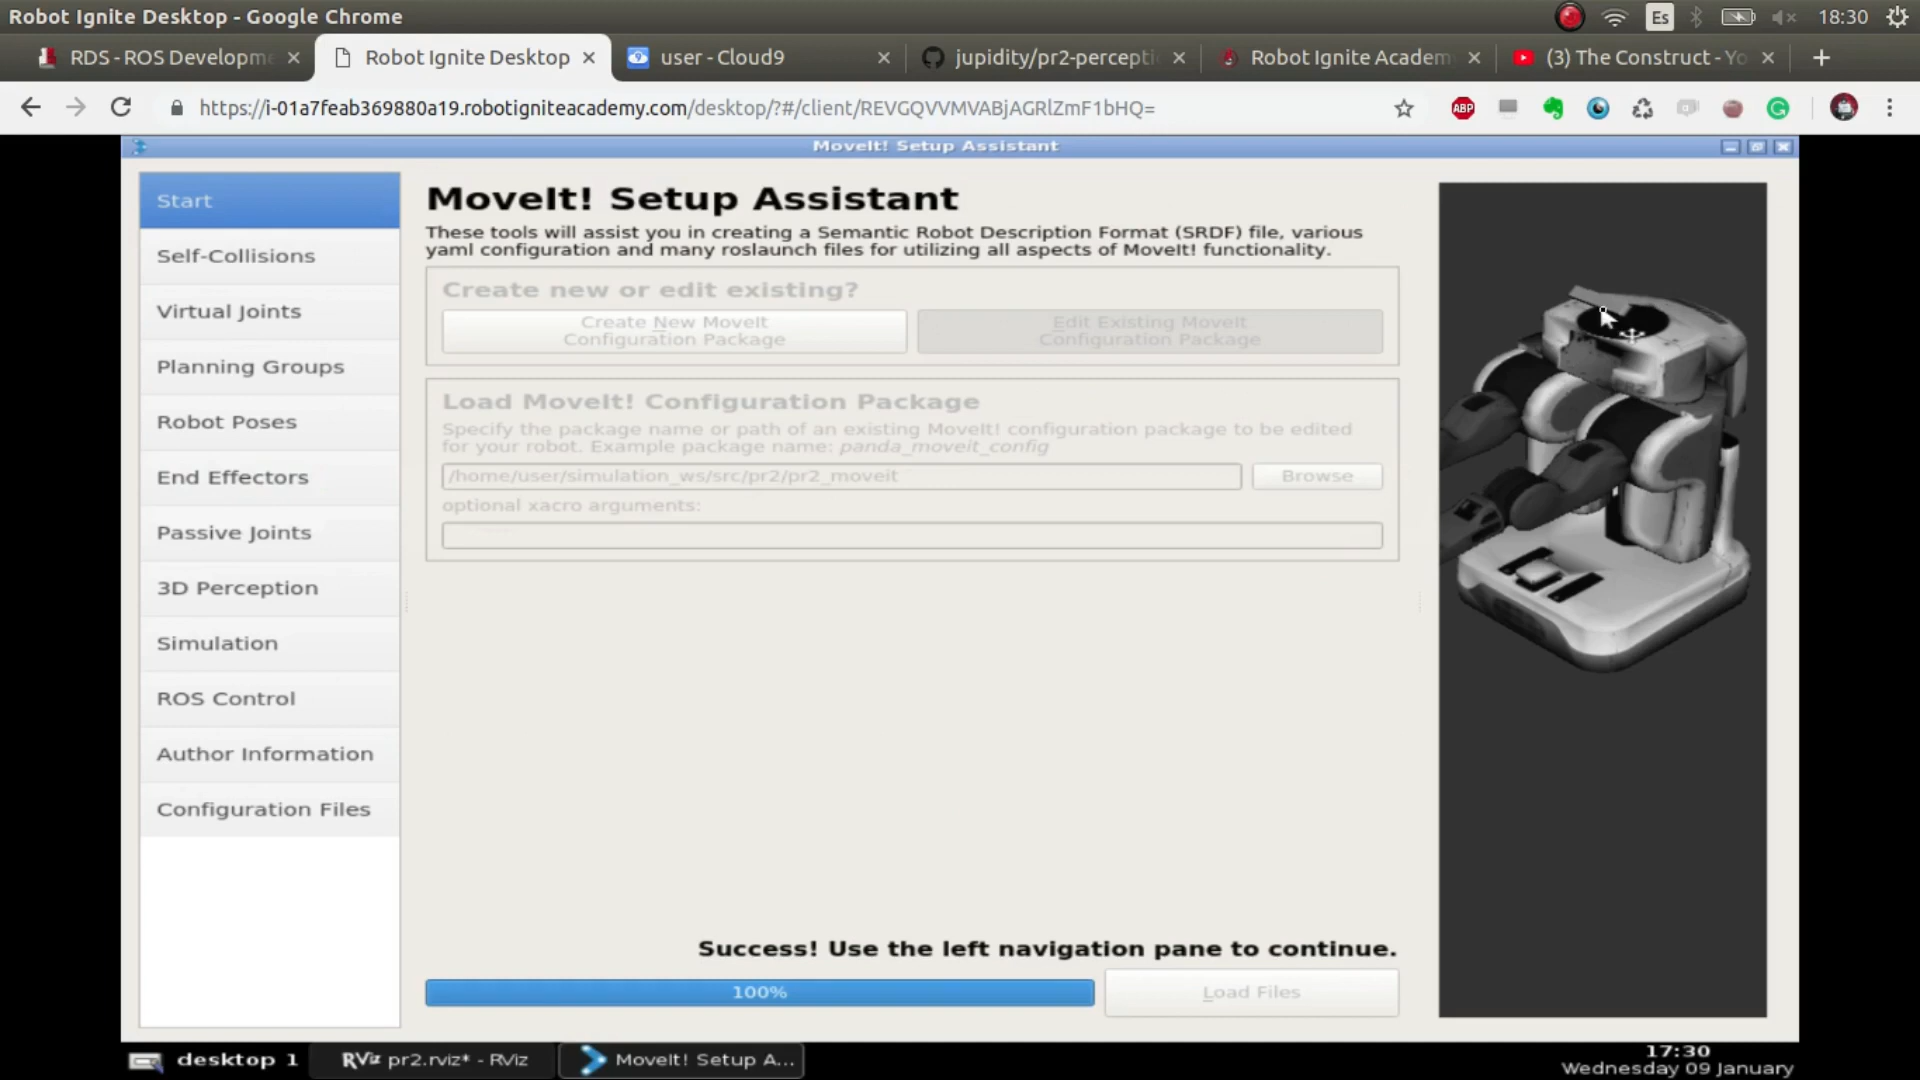 Robot Ignite Desktop - Google Chrome
Es
18:30
RDS - ROS Developm
Robot Ignite Desktop
user - Cloud9
jupidity/pr2-percepti
Robot Ignite Academ
(3) The Construct - Yo
https://i-01a7feab369880a19.robotigniteacademy.com/desktop/?#/client/REVGQVVMVABjAGRlZmF1bHQ=
ABP
MoveIt! Setup Assistant
Start
Self-Collisions
Virtual Joints
Planning Groups
Robot Poses
End Effectors
Passive Joints
3D Perception
Simulation
ROS Control
Author Information
Configuration Files
MoveIt! Setup Assistant
These tools will assist you in creating a Semantic Robot Description Format (SRDF) file, various
yaml configuration and many roslaunch files for utilizing all aspects of MoveIt! functionality.
Create new or edit existing?
Create New MoveIt
Configuration Package
Edit Existing MoveIt
Configuration Package
Load MoveIt! Configuration Package
Specify the package name or path of an existing MoveIt! configuration package to be edited
for your robot. Example package name: panda_moveit_config
/home/user/simulation_ws/src/pr2/pr2_moveit
Browse
optional xacro arguments:
Success! Use the left navigation pane to continue.
100%
Load Files
desktop 1
RViz pr2.rviz* - RViz
MoveIt! Setup A...
17:30
Wednesday 09 January